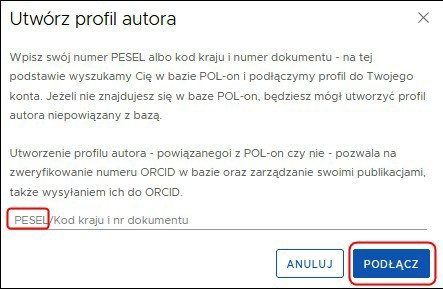 Utwórz profil autora
Wpisz swój numer PESEL albo kod kraju i numer dokumentu - na tej
podstawie wyszukamy Cię w bazie POL-on i podłączymy profil do Twojego
konta. Jeżeli nie znajdujesz się w baze POL-on, będziesz mógł utworzyć profil
autora niepowiązany z bazą.
Utworzenie profilu autora - powiązanegoi z POL-on czy nie - pozwala na
zweryfikowanie numeru ORCID w bazie oraz zarządzanie swoimi publikacjami,
także wysyłaniem ich do ORCID.
PESEL/Kod kraju i nr dokumentu
ANULUJ
PODŁĄCZ